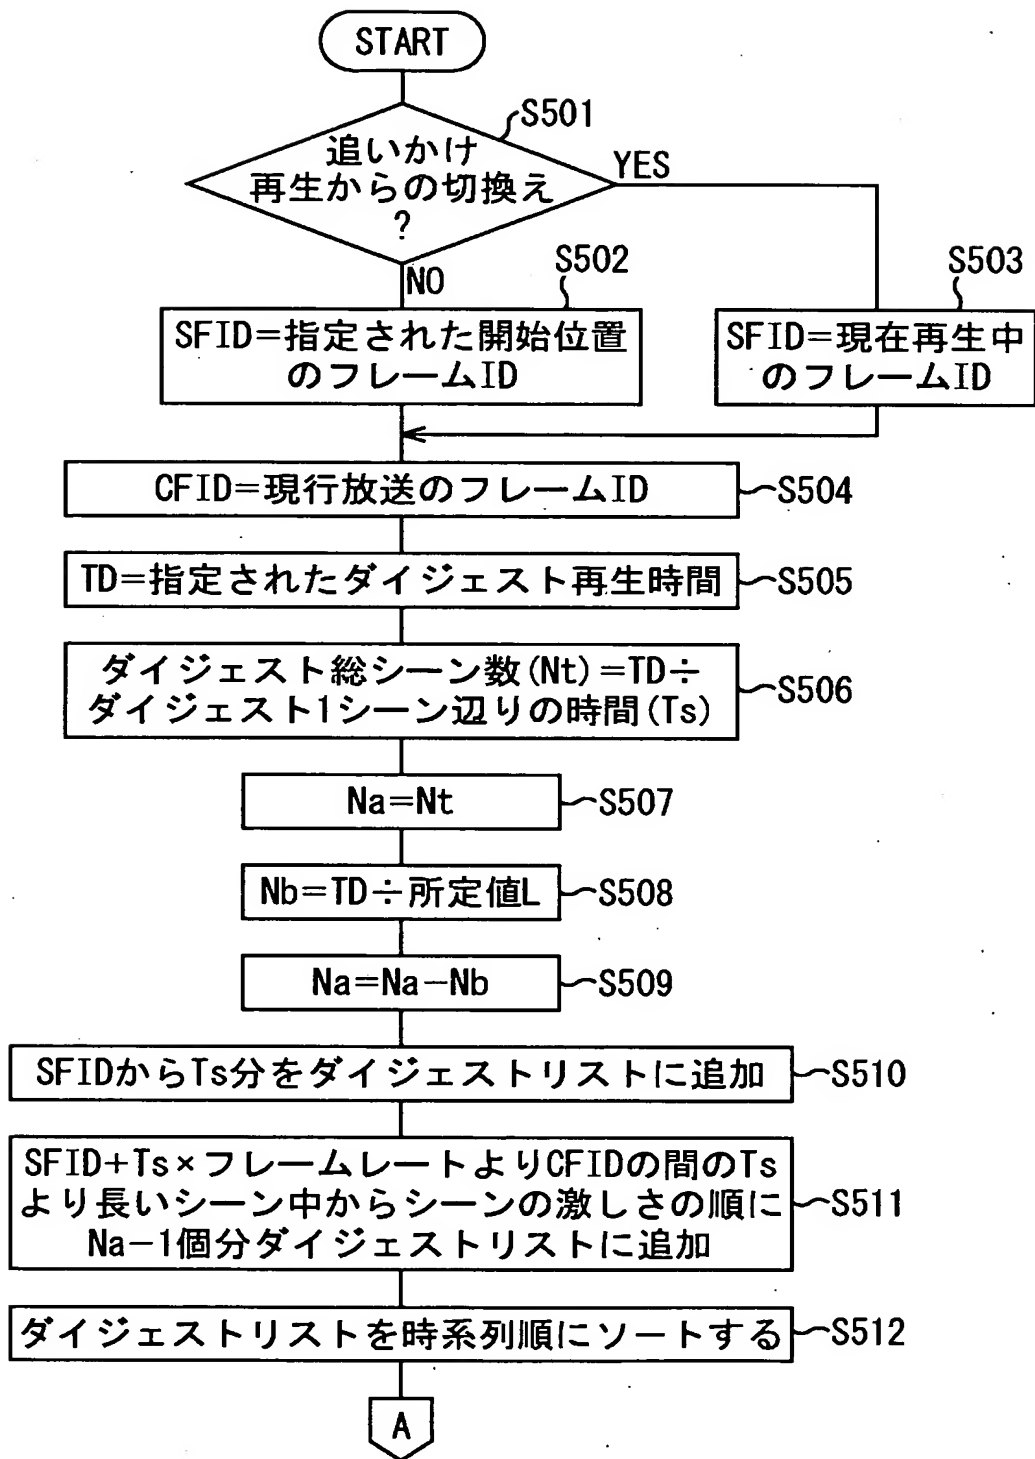 START
S501
追いかけ
再生からの切換え
?
YES
NO
S502
SFID=指定された開始位置
のフレームID
S503
SFID=現在再生中
のフレームID
CFID=現行放送のフレームID
S504
TD=指定されたダイジェスト再生時間
S505
ダイジェスト総シーン数(Nt)=TD÷
ダイジェスト1シーン辺りの時間(Ts)
S506
Na=Nt
S507
Nb=TD÷所定値L
S508
Na=Na−Nb
S509
SFIDからTs分をダイジェストリストに追加
S510
SFID+Ts×フレームレートよりCFIDの間のTs
より長いシーン中からシーンの激しさの順に
Na−1個分ダイジェストリストに追加
S511
ダイジェストリストを時系列順にソートする
S512
A